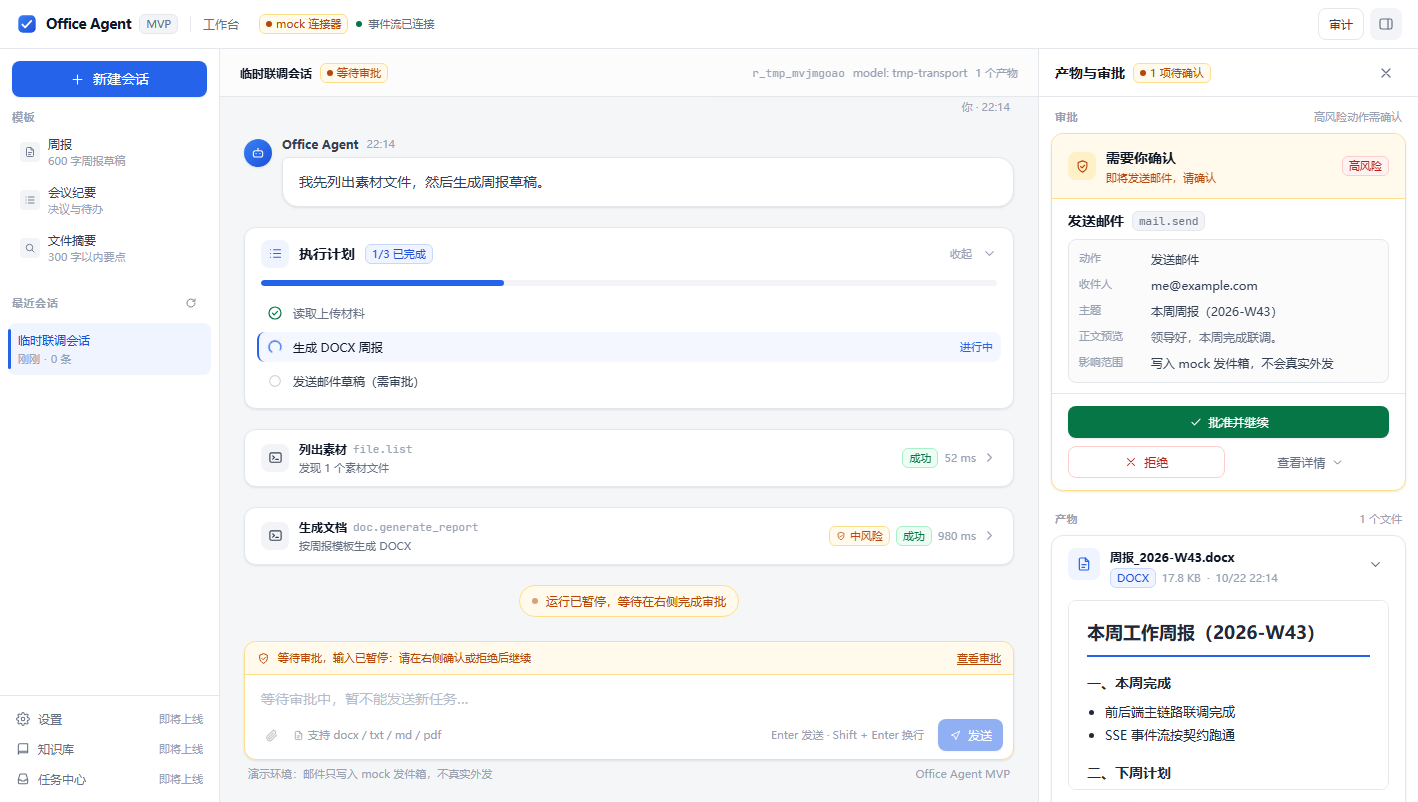 Office Agent MVP 工作台 mock 连接器 事件流已连接 审计
新建会话
模板
周报
600 字周报草稿
会议纪要
决议与待办
文件摘要
300 字以内要点
最近会话
临时联调会话
刚刚 · 0 条
设置 即将上线
知识库 即将上线
任务中心 即将上线
临时联调会话 等待审批 r_tmp_mvjmgoao model: tmp-transport 1 个产物
你 · 22:14
Office Agent 22:14
我先列出素材文件，然后生成周报草稿。
执行计划 1/3 已完成 收起
读取上传材料
生成 DOCX 周报 进行中
发送邮件草稿（需审批）
列出素材 file.list
发现 1 个素材文件
成功 52 ms
生成文档 doc.generate_report
按周报模板生成 DOCX
中风险 成功 980 ms
运行已暂停，等待在右侧完成审批
等待审批，输入已暂停：请在右侧确认或拒绝后继续 查看审批
等待审批中，暂不能发送新任务...
支持 docx / txt / md / pdf Enter 发送 · Shift + Enter 换行 发送
演示环境：邮件只写入 mock 发件箱，不真实外发 Office Agent MVP
产物与审批 1 项待确认
审批 高风险动作需确认
需要你确认
即将发送邮件，请确认
高风险
发送邮件 mail.send
动作 发送邮件
收件人 me@example.com
主题 本周周报（2026-W43）
正文预览 领导好，本周完成联调。
影响范围 写入 mock 发件箱，不会真实外发
批准并继续
拒绝 查看详情
产物 1 个文件
周报_2026-W43.docx
DOCX 17.8 KB · 10/22 22:14
本周工作周报（2026-W43）
一、本周完成
前后端主链路联调完成
SSE 事件流按契约跑通
二、下周计划